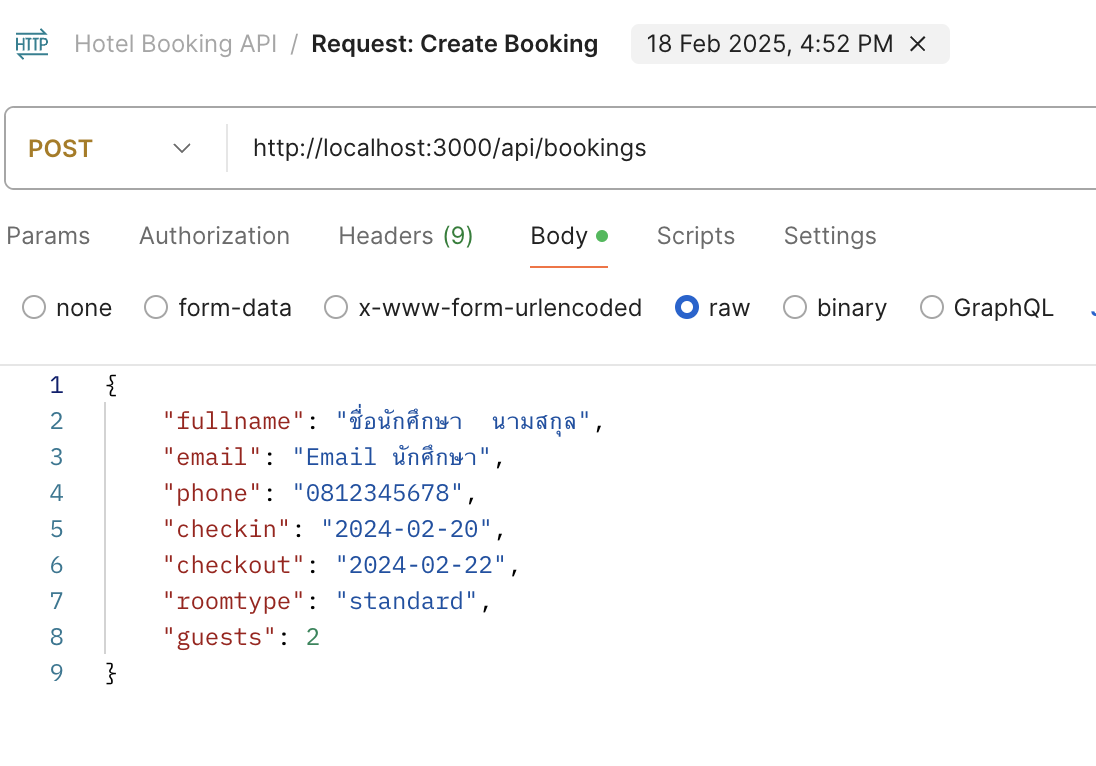 HTTP Hotel Booking API / Request: Create Booking 18 Feb 2025, 4:52 PM ×
POST http://localhost:3000/api/bookings
Params Authorization Headers (9) Body Scripts Settings
none form-data x-www-form-urlencoded raw binary GraphQL
1 {
2 "fullname": "ชื่อนักศึกษา  นามสกุล",
3 "email": "Email นักศึกษา",
4 "phone": "0812345678",
5 "checkin": "2024-02-20",
6 "checkout": "2024-02-22",
7 "roomtype": "standard",
8 "guests": 2
9 }